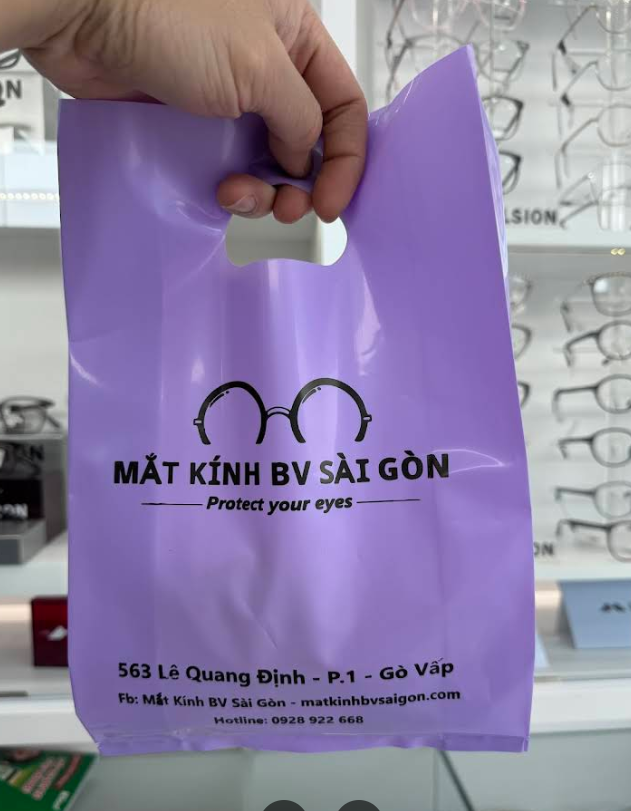 MẮT KÍNH BV SÀI GÒN
Protect your eyes
563 Lê Quang Định - P.1 - Gò Vấp
Fb: Mắt Kính BV Sài Gòn - matkinhbvsaigon.com
Hotline: 0928 922 668